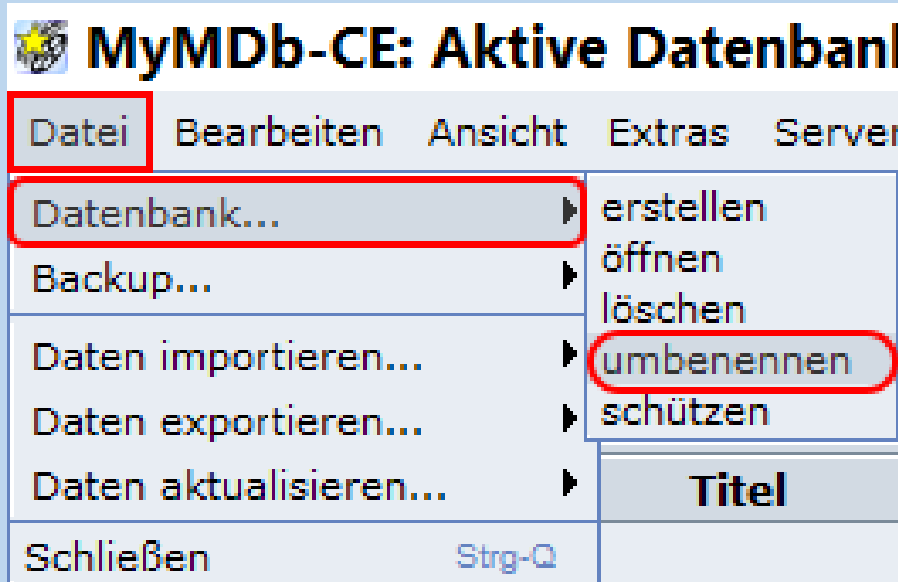 MyMDb-CE: Aktive Datenbank
Datei Bearbeiten Ansicht Extras Server
Datenbank...
erstellen
öffnen
löschen
umbenennen
schützen
Backup...
Daten importieren...
Daten exportieren...
Daten aktualisieren...
Schließen Strg-Q
Titel